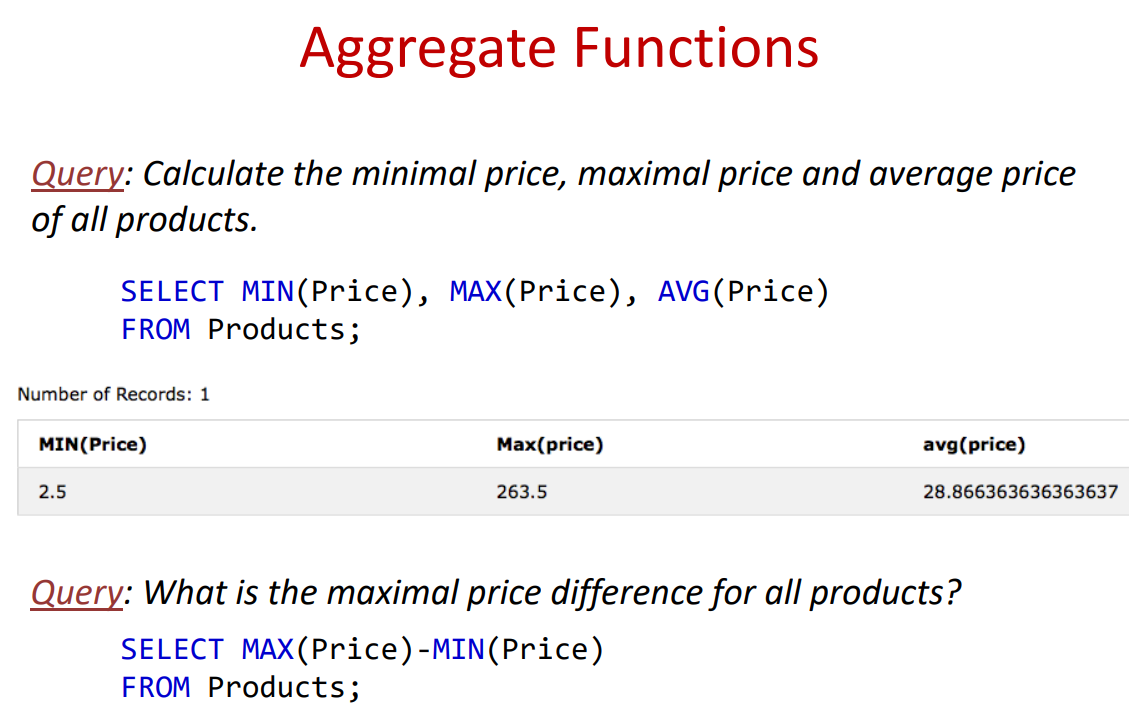 Aggregate Functions
Query: Calculate the minimal price, maximal price and average price
of all products.
SELECT MIN(Price), MAX(Price), AVG(Price)
FROM Products;
Number of Records: 1
MIN(Price) Max(price) avg(price)
2.5 263.5 28.866363636363637
Query: What is the maximal price difference for all products?
SELECT MAX(Price)-MIN(Price)
FROM Products;